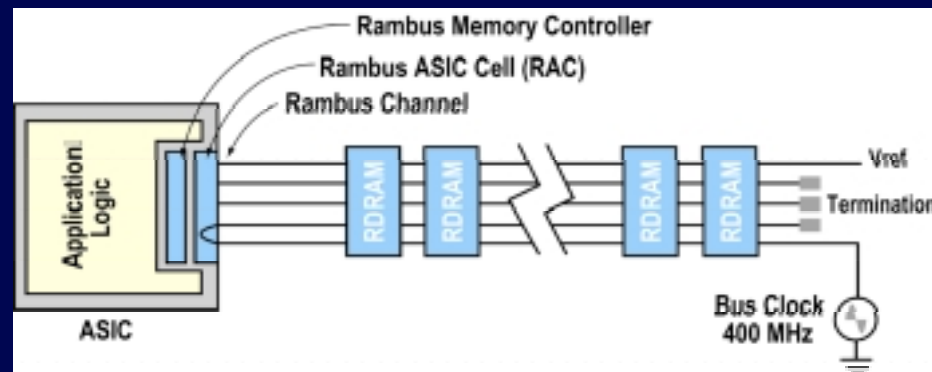 Rambus Memory Controller
Rambus ASIC Cell (RAC)
Rambus Channel
Application
Logic
RDRAM
RDRAM
RDRAM
RDRAM
Vref
Termination
Bus Clock
400 MHz
ASIC